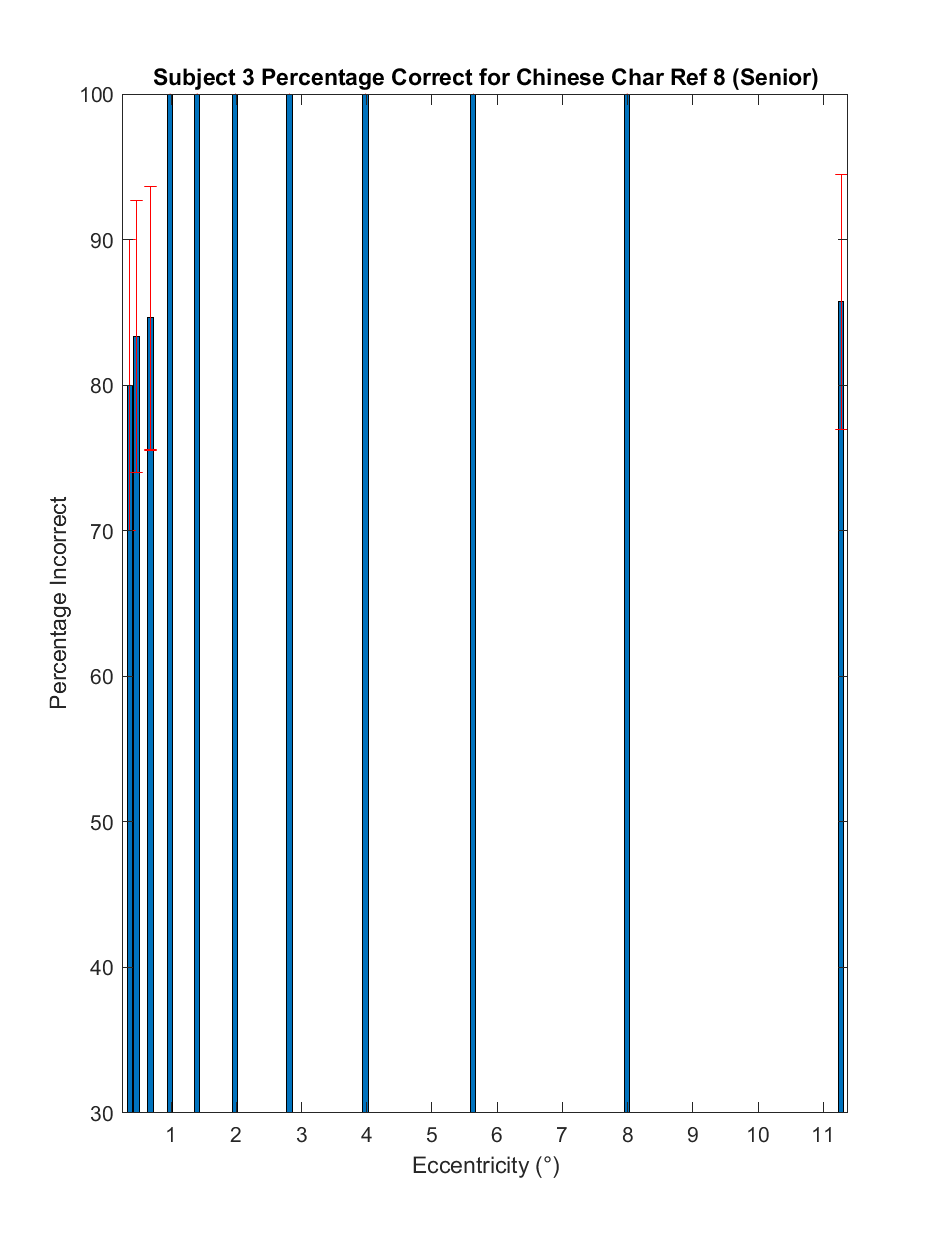 Subject 3 Percentage Correct for Chinese Char Ref 8 (Senior)
100
90
80
70
60
50
40
30
Percentage Incorrect
1 2 3 4 5 6 7 8 9 10 11
Eccentricity (°)